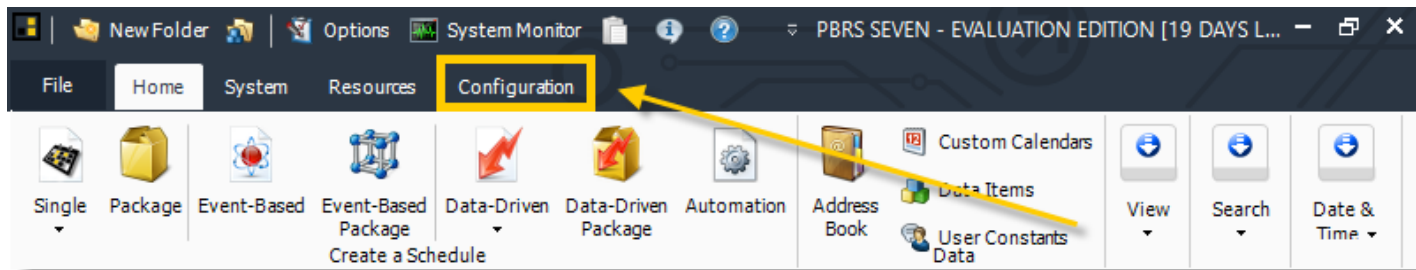 New Folder Options System Monitor PBRS SEVEN - EVALUATION EDITION [19 DAYS L...
File Home System Resources Configuration
Single Package Event-Based Event-Based Package Data-Driven Data-Driven Package Automation
Create a Schedule
Address Book
Custom Calendars
Data Items
User Constants
Data
View Search Date & Time